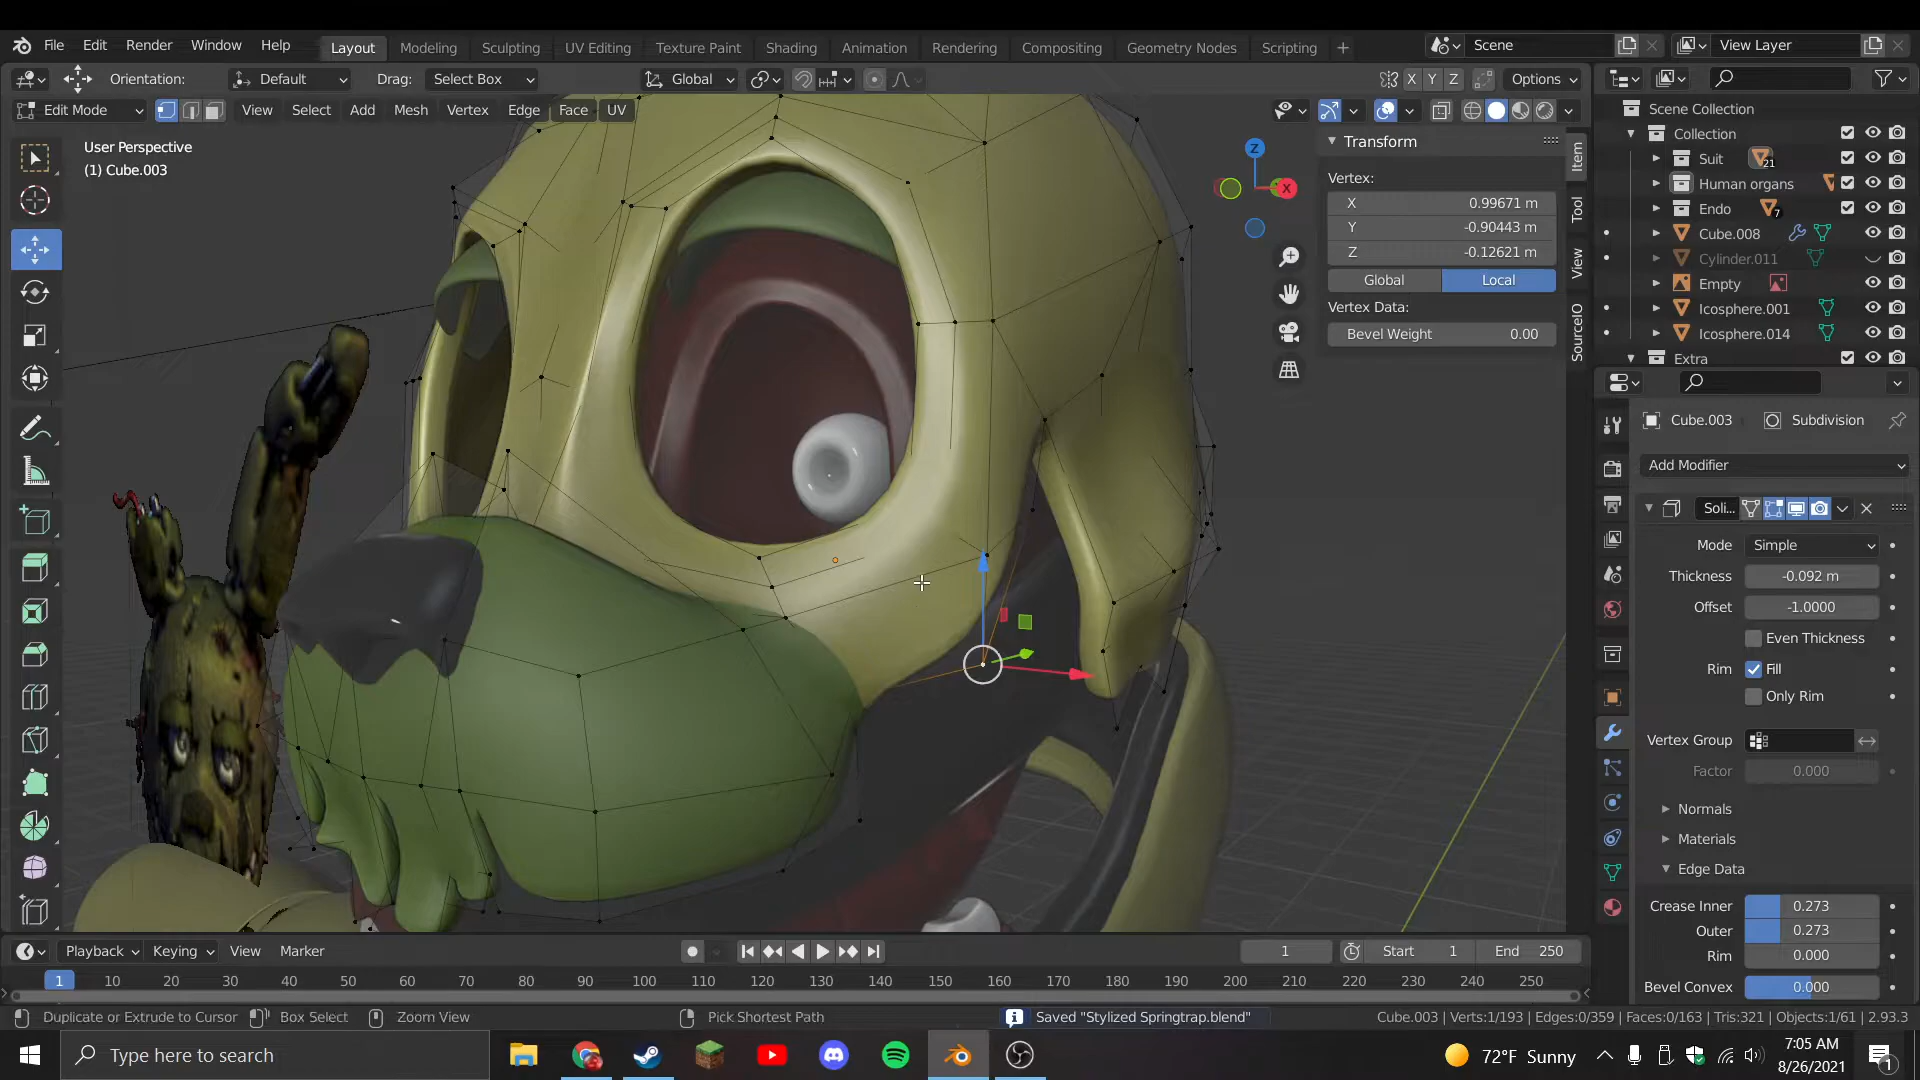 File Edit Render Window Help Layout Modeling Sculpting UV Editing Texture Paint Shading Animation Rendering Compositing Geometry Nodes Scripting + Scene View Layer
Orientation: Default Drag: Select Box Global X Y Z Options
Edit Mode View Select Add Mesh Vertex Edge Face UV
User Perspective
(1) Cube.003
Z
X
Transform
Vertex:
X 0.99671 m
Y -0.90443 m
Z -0.12621 m
Global Local
Vertex Data:
Bevel Weight 0.00
Item
Tool
View
SourceIO
Scene Collection
Collection
Suit 21
Human organs
Endo 7
Cube.008
Cylinder.011
Empty
Icosphere.001
Icosphere.014
Extra
Cube.003 Subdivision
Add Modifier
Soli...
Mode Simple
Thickness -0.092 m
Offset -1.0000
Even Thickness
Rim Fill
Only Rim
Vertex Group
Factor 0.000
Normals
Materials
Edge Data
Crease Inner 0.273
Outer 0.273
Rim 0.000
Bevel Convex 0.000
Playback Keying View Marker 1 Start 1 End 250
1 10 20 30 40 50 60 70 80 90 100 110 120 130 140 150 160 170 180 190 200 210 220 230 240 250
Duplicate or Extrude to Cursor Box Select Zoom View Pick Shortest Path Saved "Stylized Springtrap.blend" Cube.003 | Verts:1/193 | Edges:0/359 | Faces:0/163 | Tris:321 | Objects:1/61 | 2.93.3
Type here to search 72°F Sunny 7:05 AM
8/26/2021 1